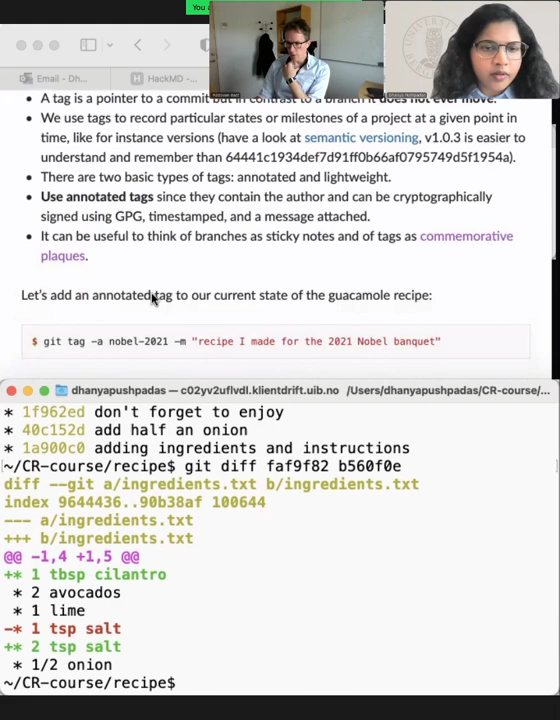 You a
Email - Dh...
HackMD -
• A tag is a pointer to a commit but in contrast to a branch it does not ever move.
• We use tags to record particular states or milestones of a project at a given point in
time, like for instance versions (have a look at semantic versioning, v1.0.3 is easier to
understand and remember than 64441c1934def7d91ff0b66af0795749d5f1954a).
• There are two basic types of tags: annotated and lightweight.
• Use annotated tags since they contain the author and can be cryptographically
signed using GPG, timestamped, and a message attached.
• It can be useful to think of branches as sticky notes and of tags as commemorative
plaques.
Let's add an annotated tag to our current state of the guacamole recipe:
$ git tag -a nobel-2021 -m "recipe I made for the 2021 Nobel banquet"
dhanyapushpadas — c02yv2uflvdl.klientdrift.uib.no /Users/dhanyapushpadas/CR-course/...
* 1f962ed don't forget to enjoy
* 40c152d add half an onion
* 1a900c0 adding ingredients and instructions
~/CR-course/recipe$ git diff faf9f82 b560f0e
diff --git a/ingredients.txt b/ingredients.txt
index 9644436..90b38af 100644
--- a/ingredients.txt
+++ b/ingredients.txt
@@ -1,4 +1,5 @@
+* 1 tbsp cilantro
* 2 avocados
* 1 lime
-* 1 tsp salt
+* 2 tsp salt
* 1/2 onion
~/CR-course/recipe$